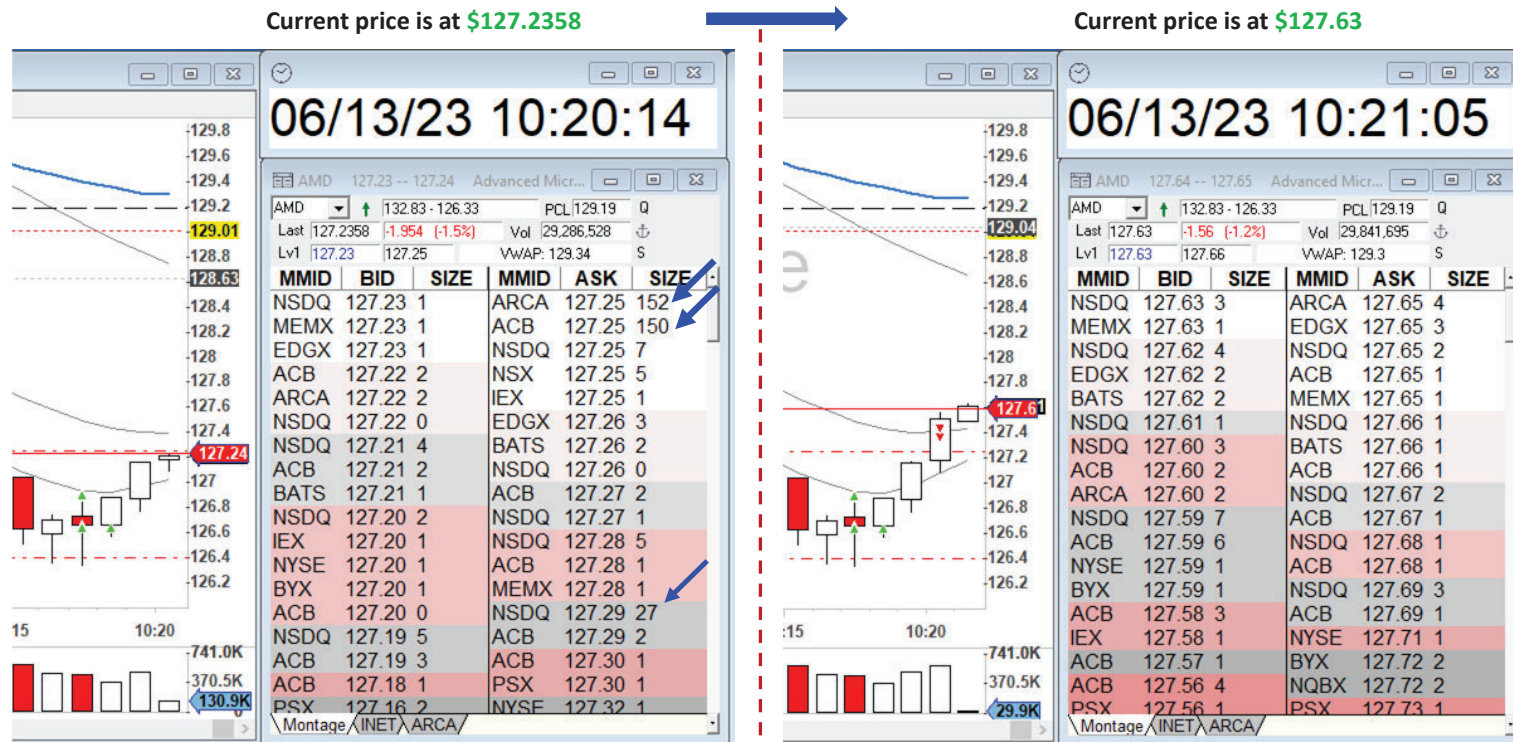 Current price is at $127.2358
Current price is at $127.63
06/13/23 10:20:14
AMD 127.23 -- 127.24 Advanced Micr...
AMD 132.83 - 126.33 PCL 129.19 Q
Last 127.2358 -1.954 (-1.5%) Vol 29,286,528
Lv1 127.23 127.25 VWAP: 129.34 S
MMID BID SIZE MMID ASK SIZE
NSDQ 127.23 1 ARCA 127.25 152
MEMX 127.23 1 ACB 127.25 150
EDGX 127.23 1 NSDQ 127.25 7
ACB 127.22 2 NSX 127.25 5
ARCA 127.22 2 IEX 127.25 1
NSDQ 127.22 0 EDGX 127.26 3
NSDQ 127.21 4 BATS 127.26 2
ACB 127.21 2 NSDQ 127.26 0
BATS 127.21 1 ACB 127.27 2
NSDQ 127.20 2 NSDQ 127.27 1
IEX 127.20 1 NSDQ 127.28 5
NYSE 127.20 1 ACB 127.28 1
BYX 127.20 1 MEMX 127.28 1
ACB 127.20 0 NSDQ 127.29 27
NSDQ 127.19 5 ACB 127.29 2
ACB 127.19 3 ACB 127.30 1
ACB 127.18 1 PSX 127.30 1
PSX 127.16 2 NYSE 127.32 1
Montage INET ARCA
129.8
129.6
129.4
129.2
129.01
128.8
128.63
128.4
128.2
128
127.8
127.6
127.4
127.24
127
126.8
126.6
126.4
126.2
15 10:20
741.0K
370.5K
130.9K
0
06/13/23 10:21:05
AMD 127.64 -- 127.65 Advanced Micr...
AMD 132.83 - 126.33 PCL 129.19 Q
Last 127.63 -1.56 (-1.2%) Vol 29,841,695
Lv1 127.63 127.66 VWAP: 129.3 S
MMID BID SIZE MMID ASK SIZE
NSDQ 127.63 3 ARCA 127.65 4
MEMX 127.63 1 EDGX 127.65 3
NSDQ 127.62 4 NSDQ 127.65 2
EDGX 127.62 2 ACB 127.65 1
BATS 127.62 2 MEMX 127.65 1
NSDQ 127.61 1 NSDQ 127.66 1
NSDQ 127.60 3 BATS 127.66 1
ACB 127.60 2 ACB 127.66 1
ARCA 127.60 2 NSDQ 127.67 2
NSDQ 127.59 7 ACB 127.67 1
ACB 127.59 6 NSDQ 127.68 1
NYSE 127.59 1 ACB 127.68 1
BYX 127.59 1 NSDQ 127.69 3
ACB 127.58 3 ACB 127.69 1
IEX 127.58 1 NYSE 127.71 1
ACB 127.57 1 BYX 127.72 2
ACB 127.56 4 NQBX 127.72 2
PSX 127.56 1 PSX 127.73 1
Montage INET ARCA
129.8
129.6
129.4
129.2
129.04
128.8
128.6
128.4
128.2
128
127.8
127.6
127.4
127.2
127
126.8
126.6
126.4
126.2
:15 10:20
741.0K
370.5K
29.9K
e